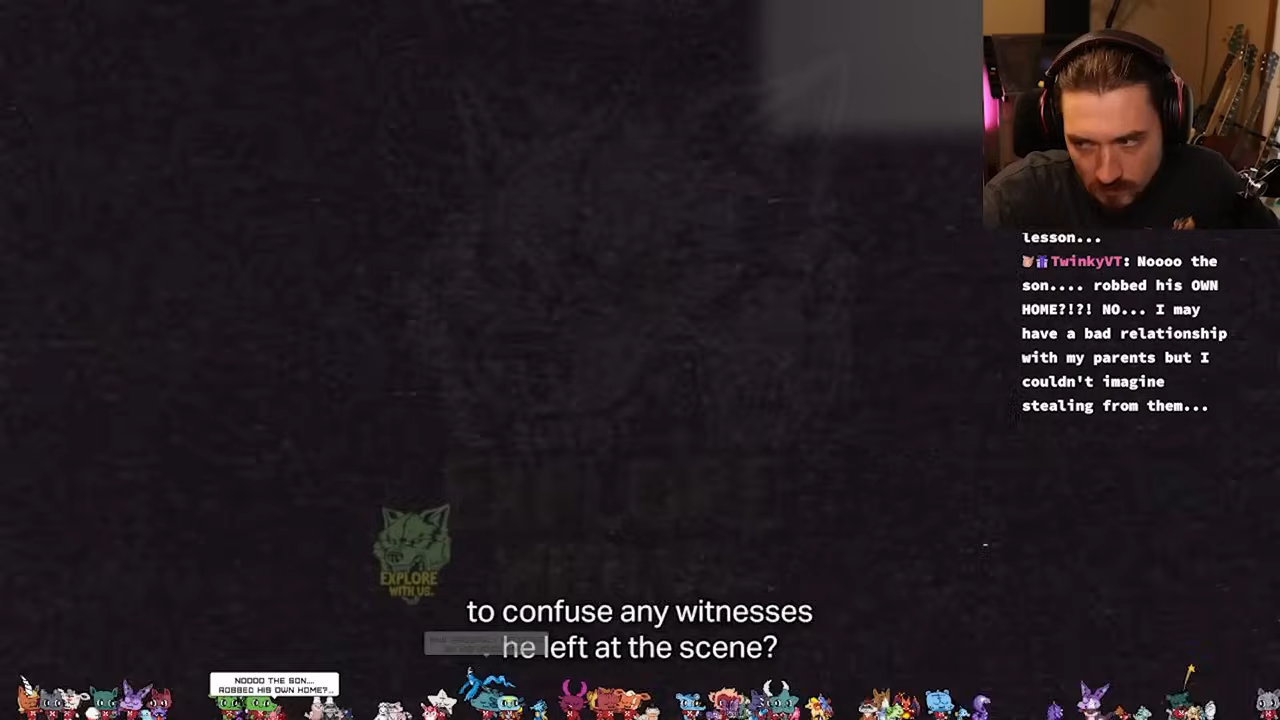 lesson...
TwinkyVT: Noooo the
son.... robbed his OWN
HOME?!?! NO... I may
have a bad relationship
with my parents but I
couldn't imagine
stealing from them...
EXPLORE
WITH US.
to confuse any witnesses
he left at the scene?
NOOOO THE SON....
ROBBED HIS OWN HOME?...